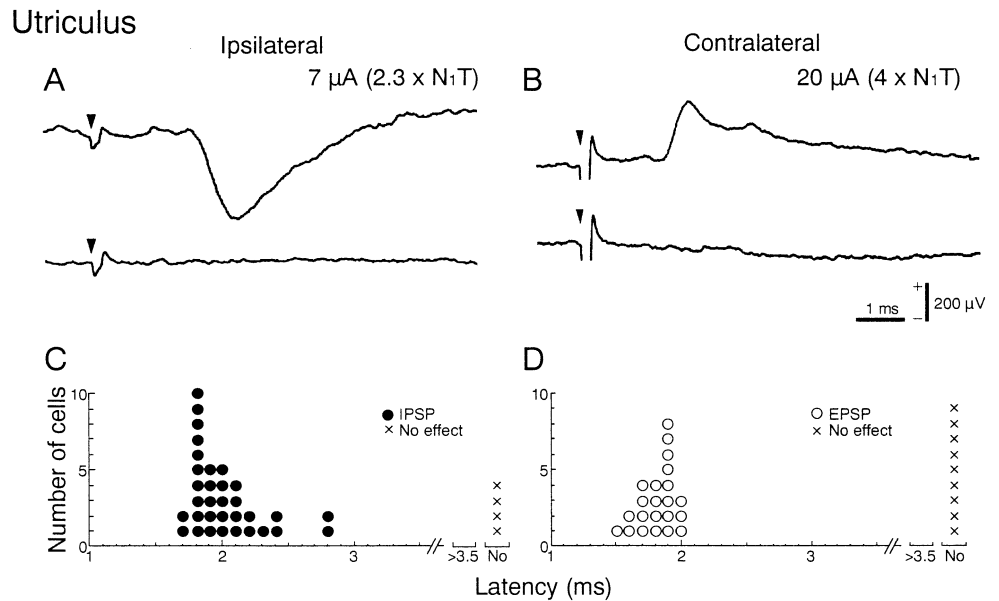 Utriculus
Ipsilateral
Contralateral
A
7 µA (2.3 x N₁T)
B
20 µA (4 x N₁T)
+
1 ms
200 µV
−
C
D
Number of cells
10
5
0
● IPSP
× No effect
1
2
3
>3.5
No
10
5
0
○ EPSP
× No effect
1
2
3
>3.5
No
Latency (ms)